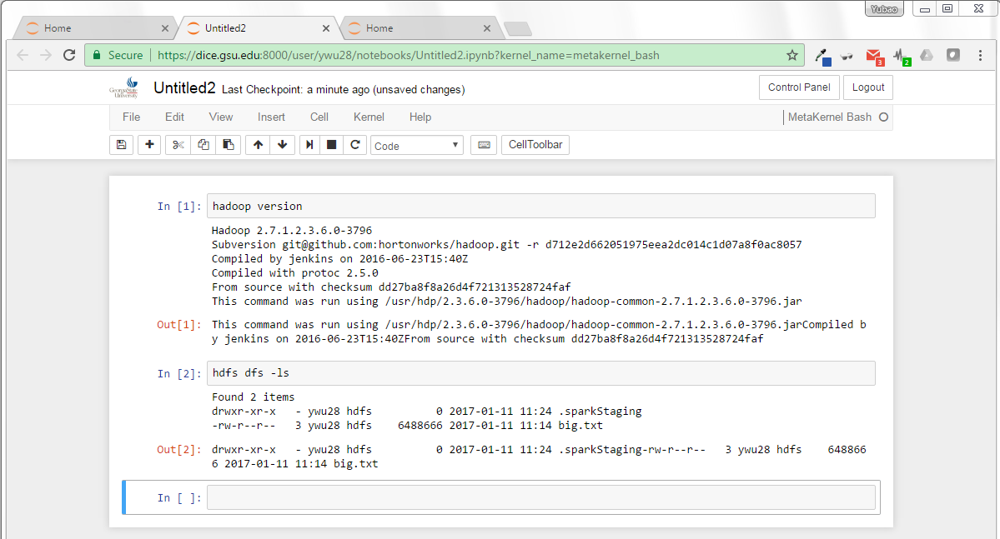 Yubao
Home
Untitled2
Home
Secure https://dice.gsu.edu:8000/user/ywu28/notebooks/Untitled2.ipynb?kernel_name=metakernel_bash
3
2
GeorgiaState University
Untitled2 Last Checkpoint: a minute ago (unsaved changes)
Control Panel Logout
File Edit View Insert Cell Kernel Help MetaKernel Bash
Code CellToolbar
In [1]: hadoop version
Hadoop 2.7.1.2.3.6.0-3796
Subversion git@github.com:hortonworks/hadoop.git -r d712e2d662051975eea2dc014c1d07a8f0ac8057
Compiled by jenkins on 2016-06-23T15:40Z
Compiled with protoc 2.5.0
From source with checksum dd27ba8f8a26d4f721313528724faf
This command was run using /usr/hdp/2.3.6.0-3796/hadoop/hadoop-common-2.7.1.2.3.6.0-3796.jar
Out[1]: This command was run using /usr/hdp/2.3.6.0-3796/hadoop/hadoop-common-2.7.1.2.3.6.0-3796.jarCompiled b
y jenkins on 2016-06-23T15:40ZFrom source with checksum dd27ba8f8a26d4f721313528724faf
In [2]: hdfs dfs -ls
Found 2 items
drwxr-xr-x   - ywu28 hdfs          0 2017-01-11 11:24 .sparkStaging
-rw-r--r--   3 ywu28 hdfs    6488666 2017-01-11 11:14 big.txt
Out[2]: drwxr-xr-x   - ywu28 hdfs          0 2017-01-11 11:24 .sparkStaging-rw-r--r--   3 ywu28 hdfs    648866
6 2017-01-11 11:14 big.txt
In [ ]: